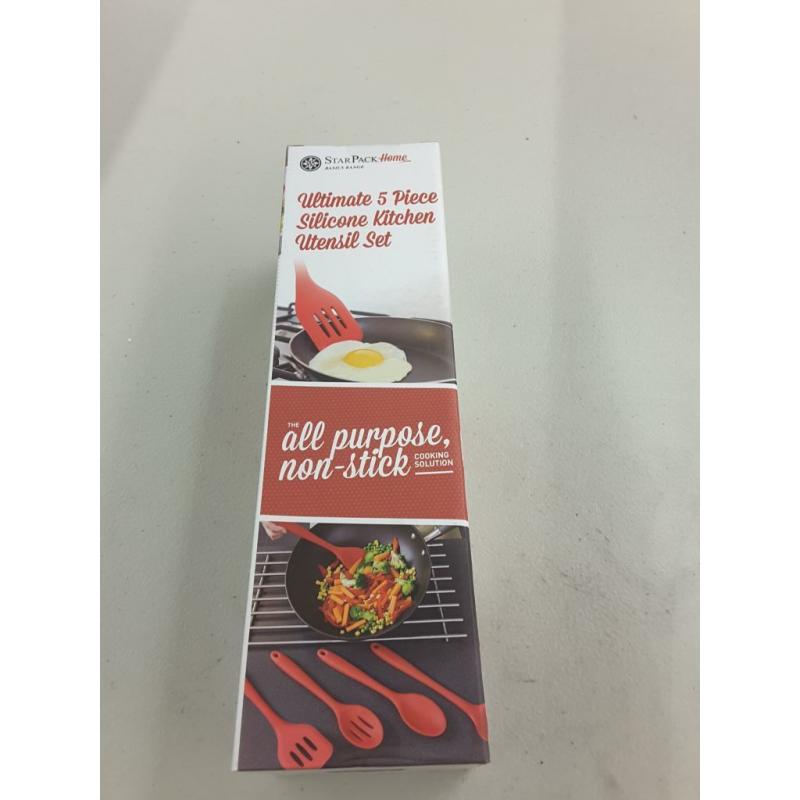 STARPACK Home
BASICS RANGE
Ultimate 5 Piece
Silicone Kitchen
Utensil Set
THE
all purpose,
non-stick COOKING
SOLUTION